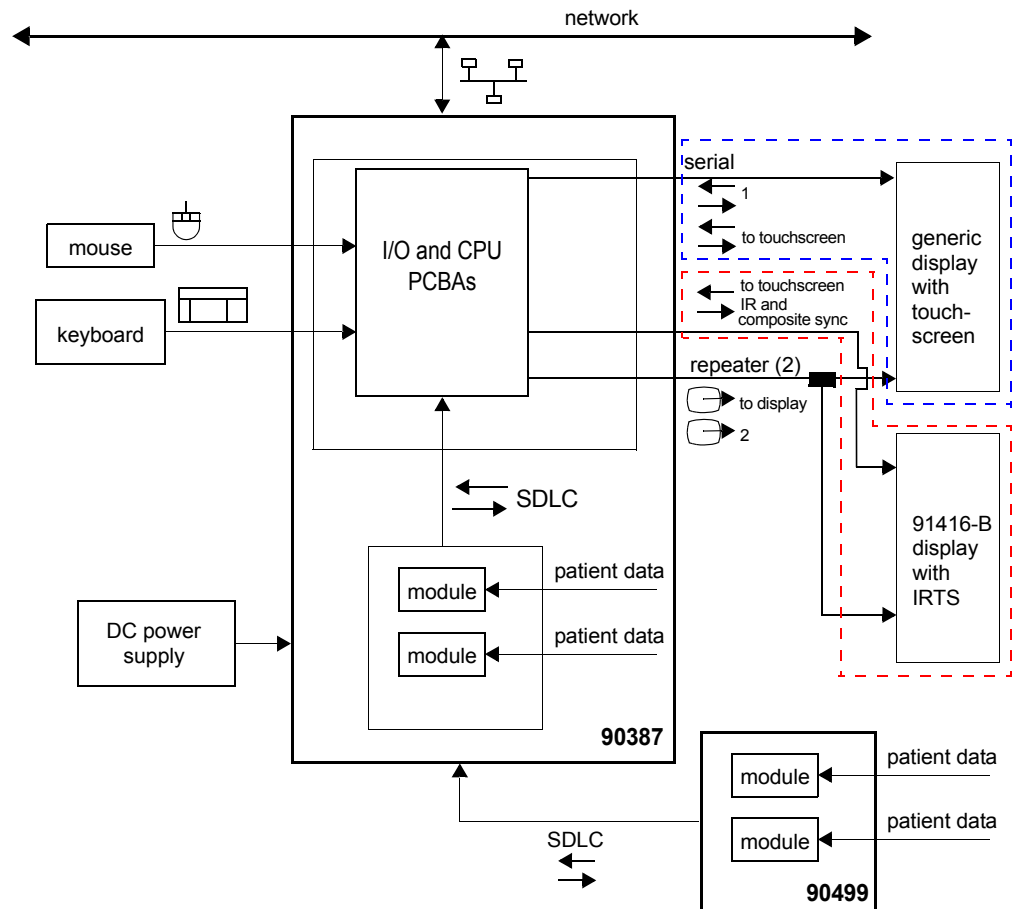 network
serial
1
to touchscreen
generic
display
with
touch-
screen
mouse
I/O and CPU
PCBAs
keyboard
to touchscreen
IR and
composite sync
repeater (2)
to display
2
SDLC
91416-B
display
with
IRTS
module
patient data
module
patient data
DC power
supply
90387
module
patient data
module
patient data
SDLC
90499